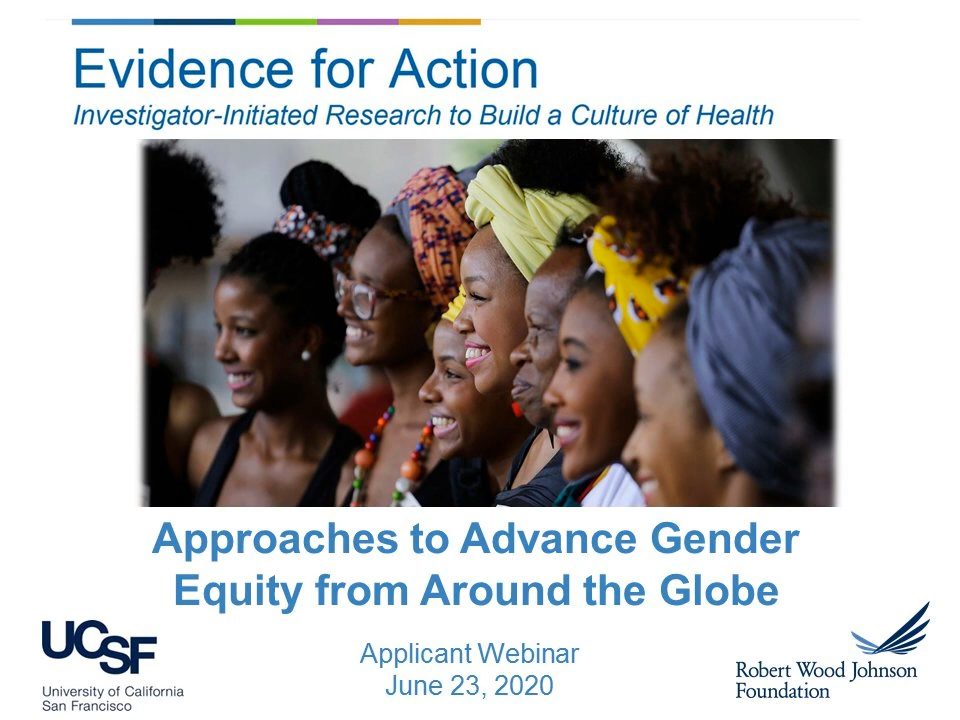 Evidence for Action
Investigator-Initiated Research to Build a Culture of Health
Approaches to Advance Gender
Equity from Around the Globe
Applicant Webinar
June 23, 2020
UCSF
University of California
San Francisco
Robert Wood Johnson
Foundation